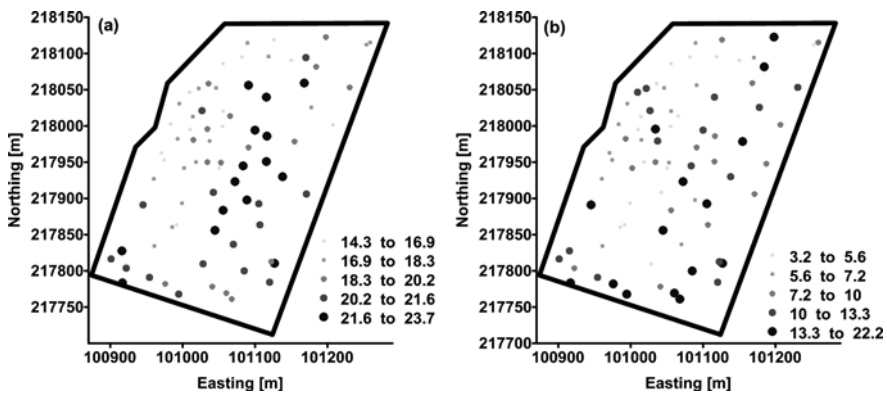 (a)
218150
218100
218050
218000
217950
217900
217850
217800
217750
Northing [m]
100900 101000 101100 101200
Easting [m]
14.3 to 16.9
16.9 to 18.3
18.3 to 20.2
20.2 to 21.6
21.6 to 23.7
(b)
218150
218100
218050
218000
217950
217900
217850
217800
217750
217700
Northing [m]
100900 101000 101100 101200
Easting [m]
3.2 to 5.6
5.6 to 7.2
7.2 to 10
10 to 13.3
13.3 to 22.2